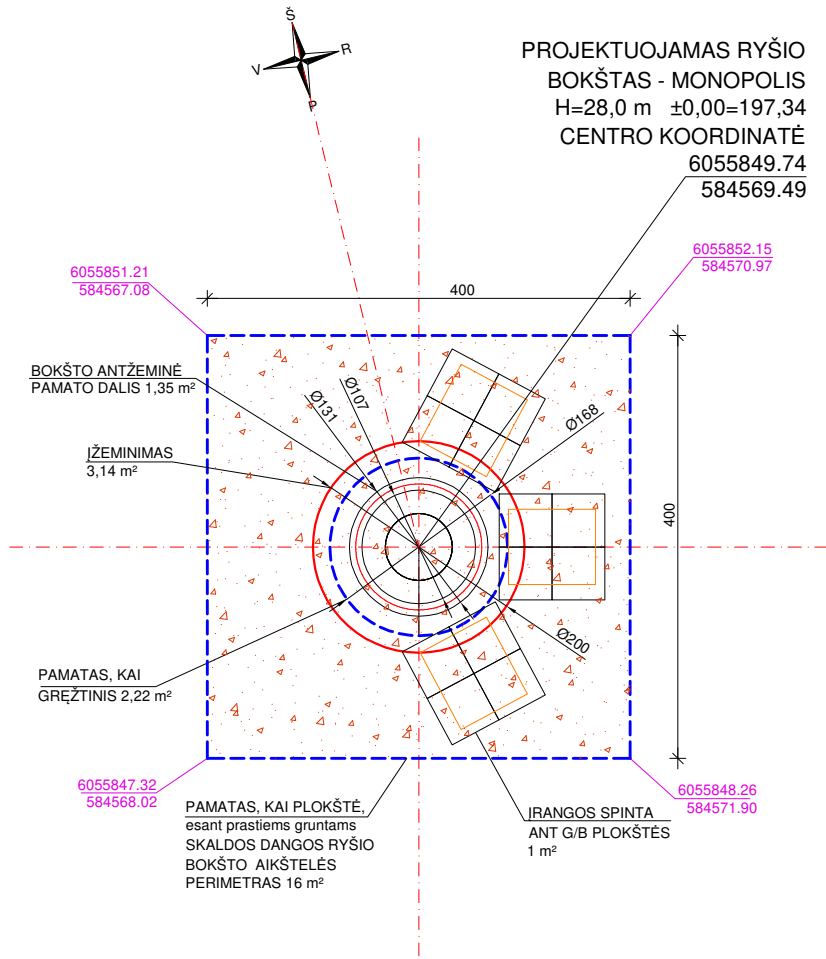 Š
R
V
P
PROJEKTUOJAMAS RYŠIO
BOKŠTAS - MONOPOLIS
H=28,0 m ±0,00=197,34
CENTRO KOORDINATĖ
6055849.74
584569.49
6055851.21
584567.08
6055852.15
584570.97
400
BOKŠTO ANTŽEMINĖ
PAMATO DALIS 1,35 m²
Ø131
Ø107
Ø168
ĮŽEMINIMAS
3,14 m²
400
Ø200
PAMATAS, KAI
GRĘŽTINIS 2,22 m²
6055847.32
584568.02
6055848.26
584571.90
PAMATAS, KAI PLOKŠTĖ,
esant prastiems gruntams
SKALDOS DANGOS RYŠIO
BOKŠTO AIKŠTELĖS
PERIMETRAS 16 m²
ĮRANGOS SPINTA
ANT G/B PLOKŠTĖS
1 m²